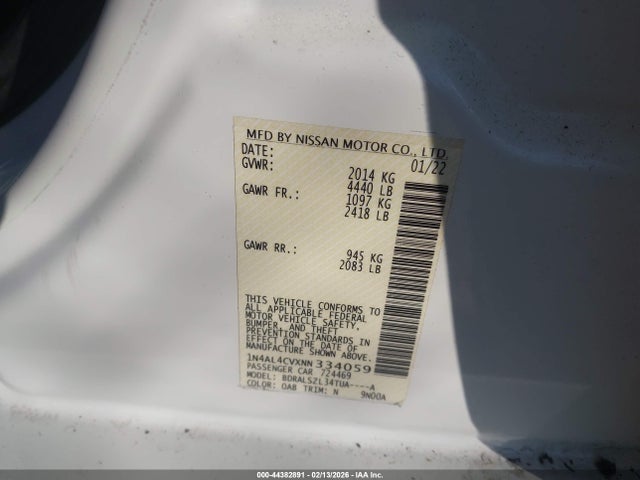 MFD BY NISSAN MOTOR CO., LTD.
DATE: 01/22
GVWR: 2014 KG
4440 LB
GAWR FR.: 1097 KG
2418 LB
GAWR RR.: 945 KG
2083 LB
THIS VEHICLE CONFORMS TO
ALL APPLICABLE FEDERAL
MOTOR VEHICLE SAFETY,
BUMPER, AND THEFT
PREVENTION STANDARDS IN
EFFECT ON THE DATE OF
MANUFACTURE SHOWN ABOVE.
1N4AL4CVXNN334059
PASSENGER CAR 724469
MODEL: BDRALSZL34TUA----A
COLOR: QAB TRIM: N 9N00A
000-44382891 - 02/13/2026 - IAA Inc.